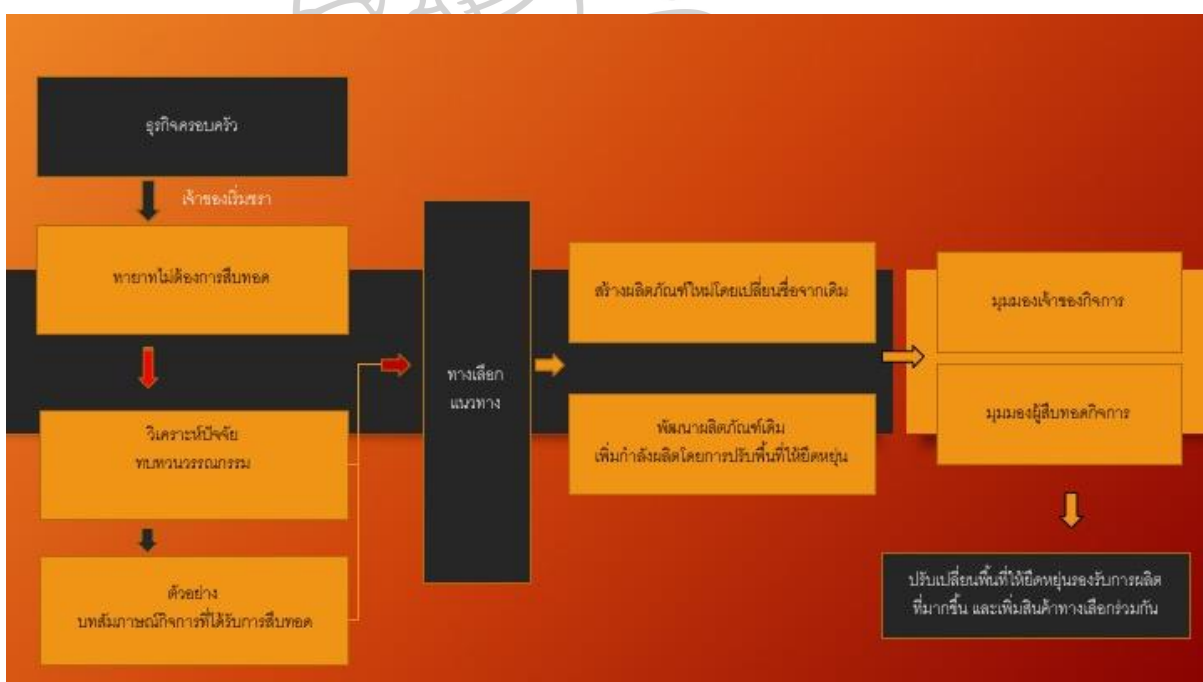 ธุรกิจครอบครัว
เจ้าของเริ่มชรา
ทายาทไม่ต้องการสืบทอด
วิเคราะห์ปัจจัย
ทบทวนวรรณกรรม
ตัวอย่าง
บทสัมภาษณ์กิจการที่ได้รับการสืบทอด
ทางเลือก
แนวทาง
สร้างผลิตภัณฑ์ใหม่โดยเปลี่ยนชื่อจากเดิม
พัฒนาผลิตภัณฑ์เดิม
เพิ่มกำลังผลิตโดยการปรับพื้นที่ให้ยืดหยุ่น
มุมมองเจ้าของกิจการ
มุมมองผู้สืบทอดกิจการ
ปรับเปลี่ยนพื้นที่ให้ยืดหยุ่นรองรับการผลิต
ที่มากขึ้น และเพิ่มสินค้าทางเลือกร่วมกัน